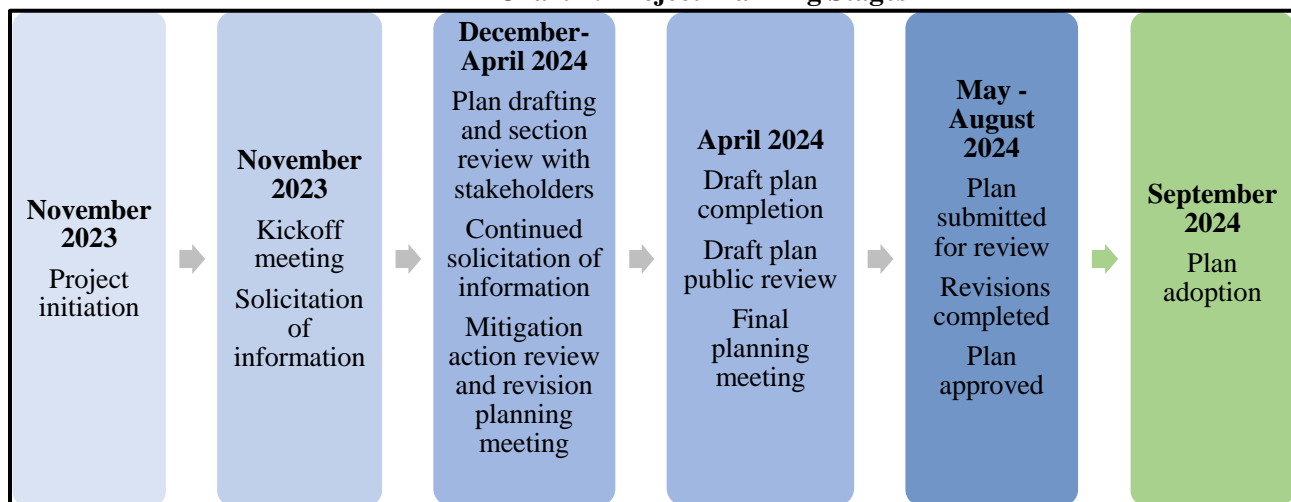 November
2023
Project
initiation
November
2023
Kickoff
meeting
Solicitation
of
information
December-
April 2024
Plan drafting
and section
review with
stakeholders
Continued
solicitation of
information
Mitigation
action review
and revision
planning
meeting
April 2024
Draft plan
completion
Draft plan
public review
Final
planning
meeting
May -
August
2024
Plan
submitted
for review
Revisions
completed
Plan
approved
September
2024
Plan
adoption